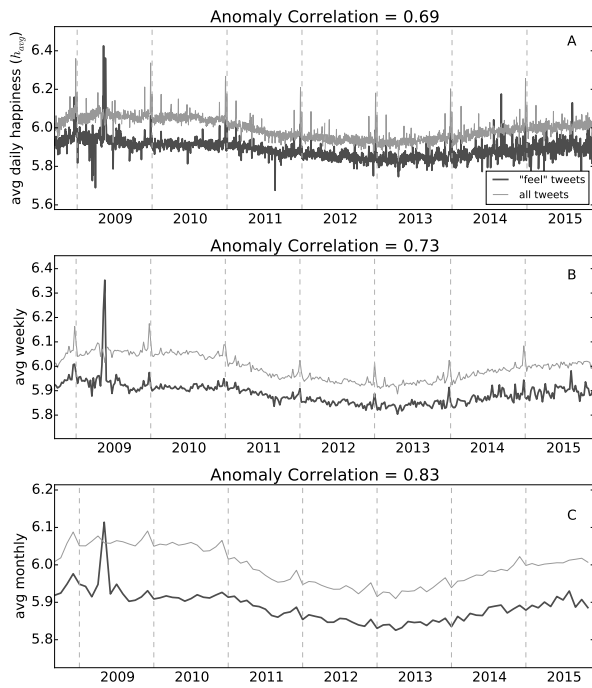 Anomaly Correlation = 0.69
avg daily happiness (h_avg)
A
6.4
6.2
6.0
5.8
5.6
"feel" tweets
all tweets
2009 2010 2011 2012 2013 2014 2015
Anomaly Correlation = 0.73
avg weekly
B
6.4
6.3
6.2
6.1
6.0
5.9
5.8
2009 2010 2011 2012 2013 2014 2015
Anomaly Correlation = 0.83
avg monthly
C
6.2
6.1
6.0
5.9
5.8
2009 2010 2011 2012 2013 2014 2015